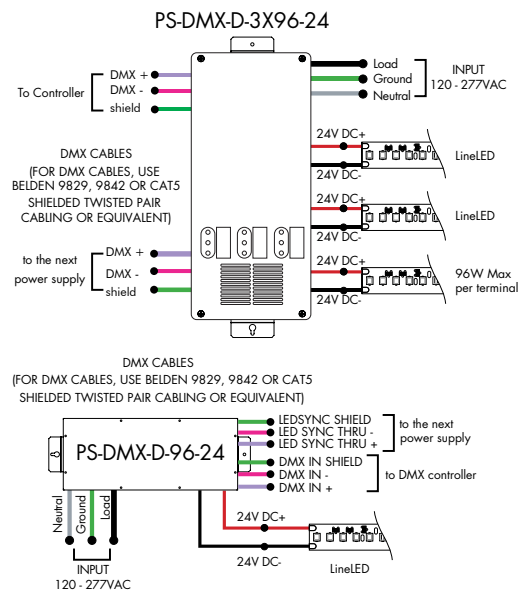 PS-DMX-D-3X96-24
To Controller
DMX +
DMX -
shield
Load
Ground
Neutral
INPUT
120 - 277VAC
DMX CABLES
(FOR DMX CABLES, USE
BELDEN 9829, 9842 OR CAT5
SHIELDED TWISTED PAIR
CABLING OR EQUIVALENT)
24V DC+
24V DC-
LineLED
24V DC+
24V DC-
LineLED
to the next
power supply
DMX +
DMX -
shield
24V DC+
24V DC-
96W Max
per terminal
DMX CABLES
(FOR DMX CABLES, USE BELDEN 9829, 9842 OR CAT5
SHIELDED TWISTED PAIR CABLING OR EQUIVALENT)
PS-DMX-D-96-24
LEDSYNC SHIELD
LED SYNC THRU -
LED SYNC THRU +
to the next
power supply
DMX IN SHIELD
DMX IN -
DMX IN +
to DMX controller
Neutral
Ground
Load
INPUT
120 - 277VAC
24V DC+
24V DC-
LineLED